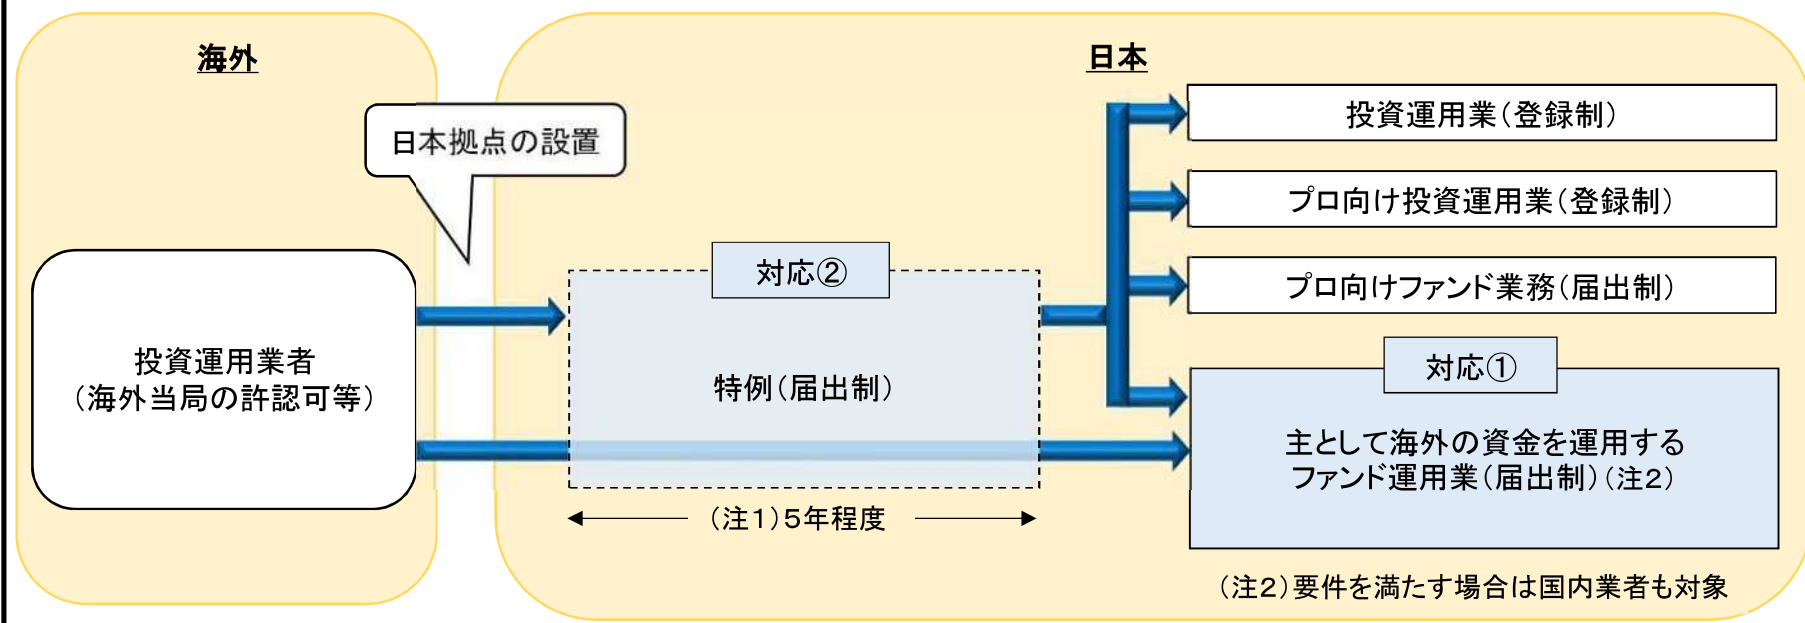 海外
日本
日本拠点の設置
投資運用業(登録制)
プロ向け投資運用業(登録制)
プロ向けファンド業務(届出制)
対応②
特例(届出制)
投資運用業者
(海外当局の許認可等)
対応①
主として海外の資金を運用する
ファンド運用業(届出制)(注2)
(注1)5年程度
(注2)要件を満たす場合は国内業者も対象